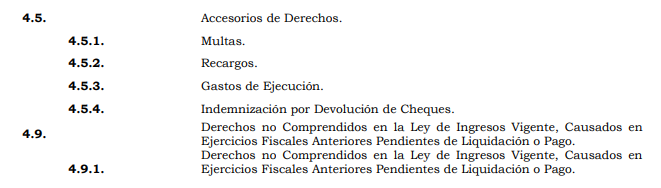 4.5. Accesorios de Derechos.
4.5.1. Multas.
4.5.2. Recargos.
4.5.3. Gastos de Ejecución.
4.5.4. Indemnización por Devolución de Cheques.
4.9. Derechos no Comprendidos en la Ley de Ingresos Vigente, Causados en
Ejercicios Fiscales Anteriores Pendientes de Liquidación o Pago.
4.9.1. Derechos no Comprendidos en la Ley de Ingresos Vigente, Causados en
Ejercicios Fiscales Anteriores Pendientes de Liquidación o Pago.